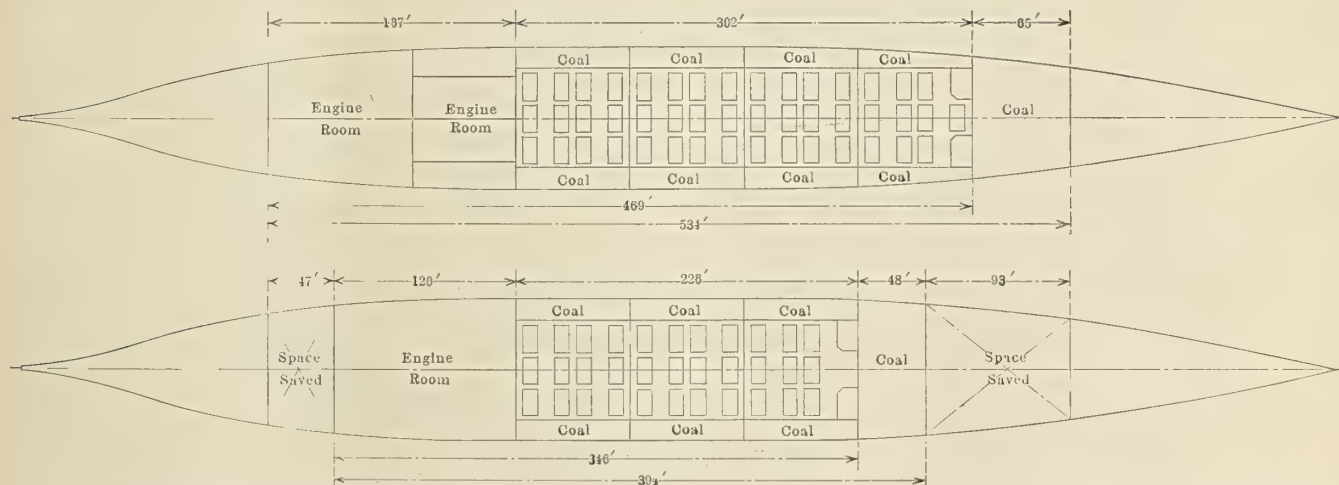 167' 302' 65'
Coal Coal Coal Coal
Engine Room
Engine Room
Coal
Coal Coal Coal Coal
469'
534'
47' 120' 226' 48' 93'
Coal Coal Coal
Space Saved
Engine Room
Coal
Space Saved
Coal Coal Coal
346'
394'